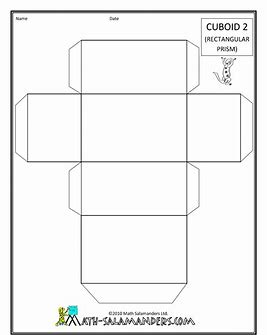 Name Date
CUBOID 2
(RECTANGULAR
PRISM)
©2010 Math Salamanders Ltd.
MATH-SALAMANDERS.COM